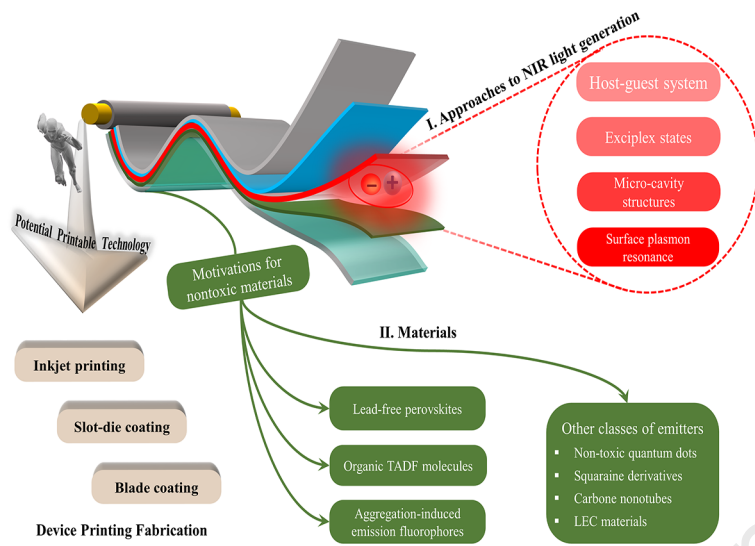 I. Approaches to NIR light generation
Host-guest system
Exciplex states
Micro-cavity
structures
Surface plasmon
resonance
- +
Potential Printable Technology
Motivations for
nontoxic materials
II. Materials
Inkjet printing
Slot-die coating
Blade coating
Device Printing Fabrication
Lead-free perovskites
Organic TADF molecules
Aggregation-induced
emission fluorophores
Other classes of emitters
▪ Non-toxic quantum dots
▪ Squaraine derivatives
▪ Carbone nonotubes
▪ LEC materials